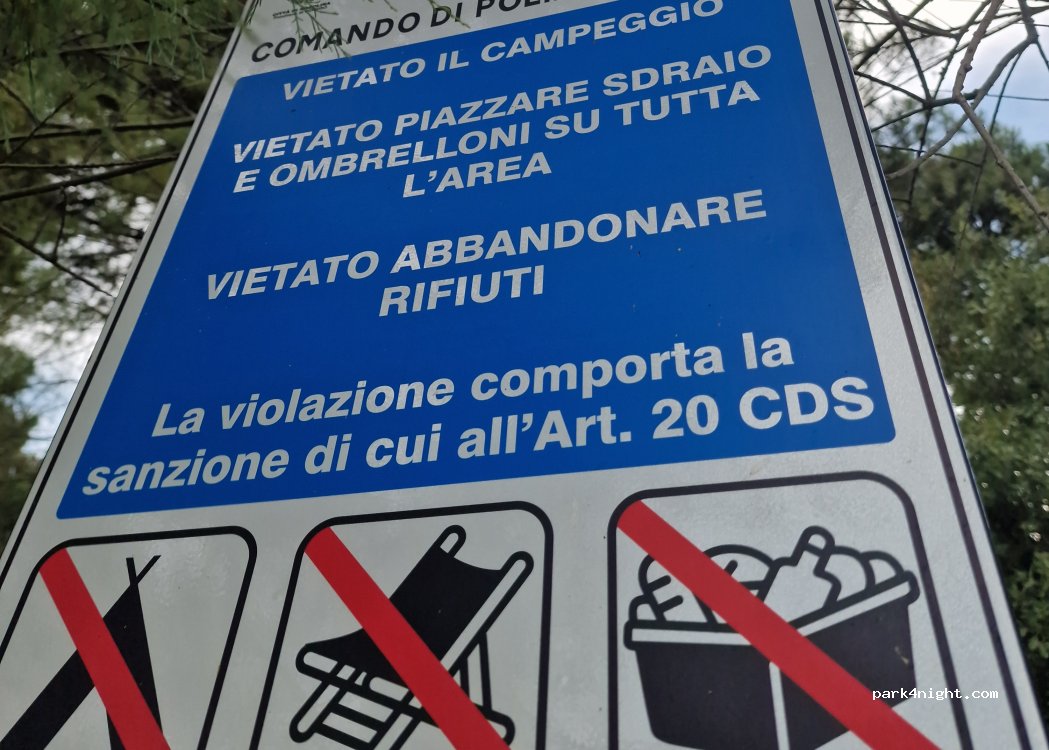 COMANDO DI
VIETATO IL CAMPEGGIO
VIETATO PIAZZARE SDRAIO
E OMBRELLONI SU TUTTA
L'AREA
VIETATO ABBANDONARE
RIFIUTI
La violazione comporta la
sanzione di cui all'Art. 20 CDS
park4night.com